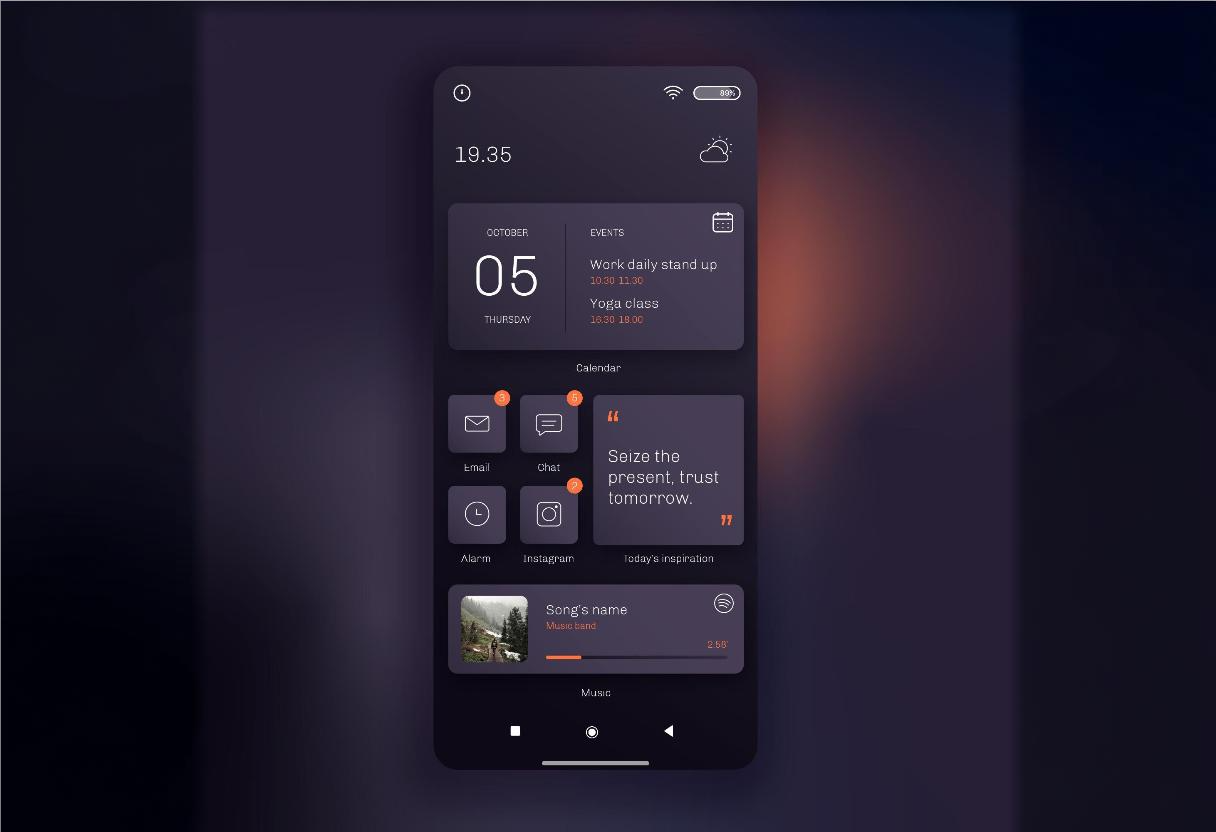 89%
19.35
OCTOBER
05
THURSDAY
EVENTS
Work daily stand up
10.30 11.30
Yoga class
16.30 18.00
Calendar
3
Email
5
Chat
“
Seize the
present, trust
tomorrow.
”
Alarm
2
Instagram
Today's inspiration
Song's name
Music band
2.56'
Music